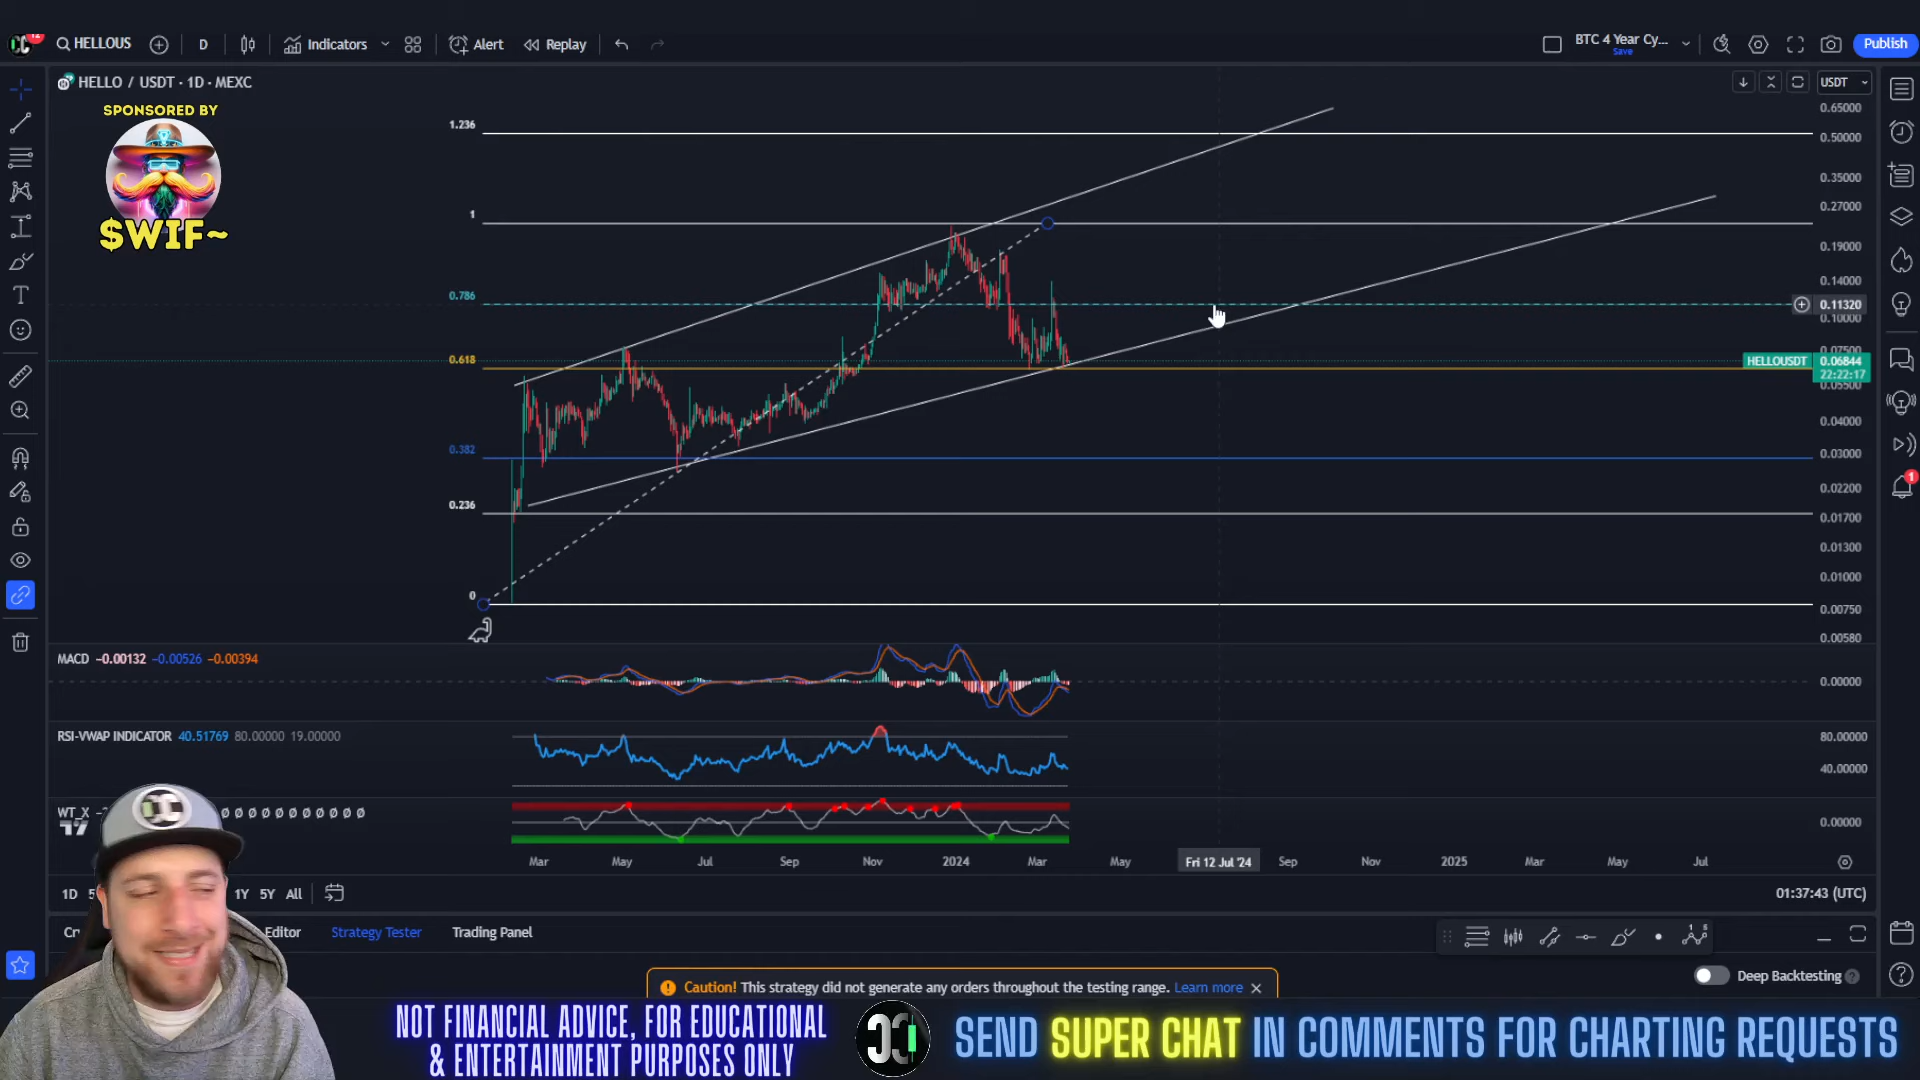 HELLOUS
D
Indicators
Alert
Replay
BTC 4 Year Cy...
Save
Publish
HELLO / USDT · 1D · MEXC
USDT
SPONSORED BY
$WIF~
1.236
1
0.786
0.618
0.382
0.236
0
0.65000
0.50000
0.35000
0.27000
0.19000
0.14000
0.11320
0.10000
0.07500
HELLOUSDT 0.06844
22:22:17
0.05500
0.04000
0.03000
0.02200
0.01700
0.01300
0.01000
0.00750
0.00580
MACD −0.00132 −0.00526 −0.00394
0.00000
RSI-VWAP INDICATOR 40.51769 80.00000 19.00000
80.00000
40.00000
WT_X
Ø Ø Ø Ø Ø Ø Ø Ø Ø Ø Ø
0.00000
Mar May Jul Sep Nov 2024 Mar May Fri 12 Jul '24 Sep Nov 2025 Mar May Jul
1D 1Y 5Y All
01:37:43 (UTC)
Editor Strategy Tester Trading Panel
Deep Backtesting
Caution! This strategy did not generate any orders throughout the testing range. Learn more
NOT FINANCIAL ADVICE, FOR EDUCATIONAL
& ENTERTAINMENT PURPOSES ONLY
SEND SUPER CHAT IN COMMENTS FOR CHARTING REQUESTS